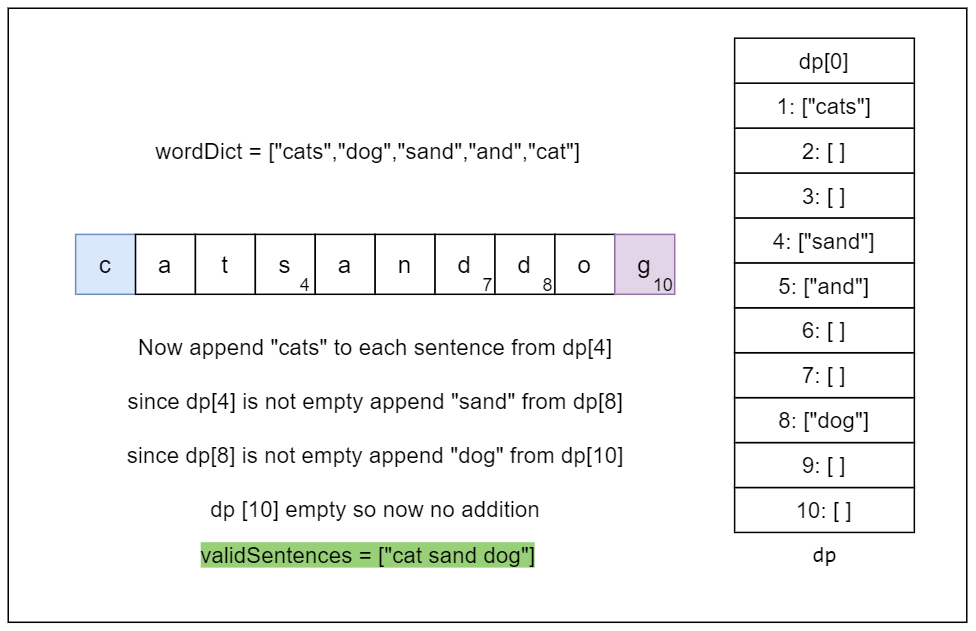 wordDict = ["cats","dog","sand","and","cat"]
c a t s a n d d o g
4 7 8 10
Now append "cats" to each sentence from dp[4]
since dp[4] is not empty append "sand" from dp[8]
since dp[8] is not empty append "dog" from dp[10]
dp [10] empty so now no addition
validSentences = ["cat sand dog"]
dp[0]
1: ["cats"]
2: [ ]
3: [ ]
4: ["sand"]
5: ["and"]
6: [ ]
7: [ ]
8: ["dog"]
9: [ ]
10: [ ]
dp